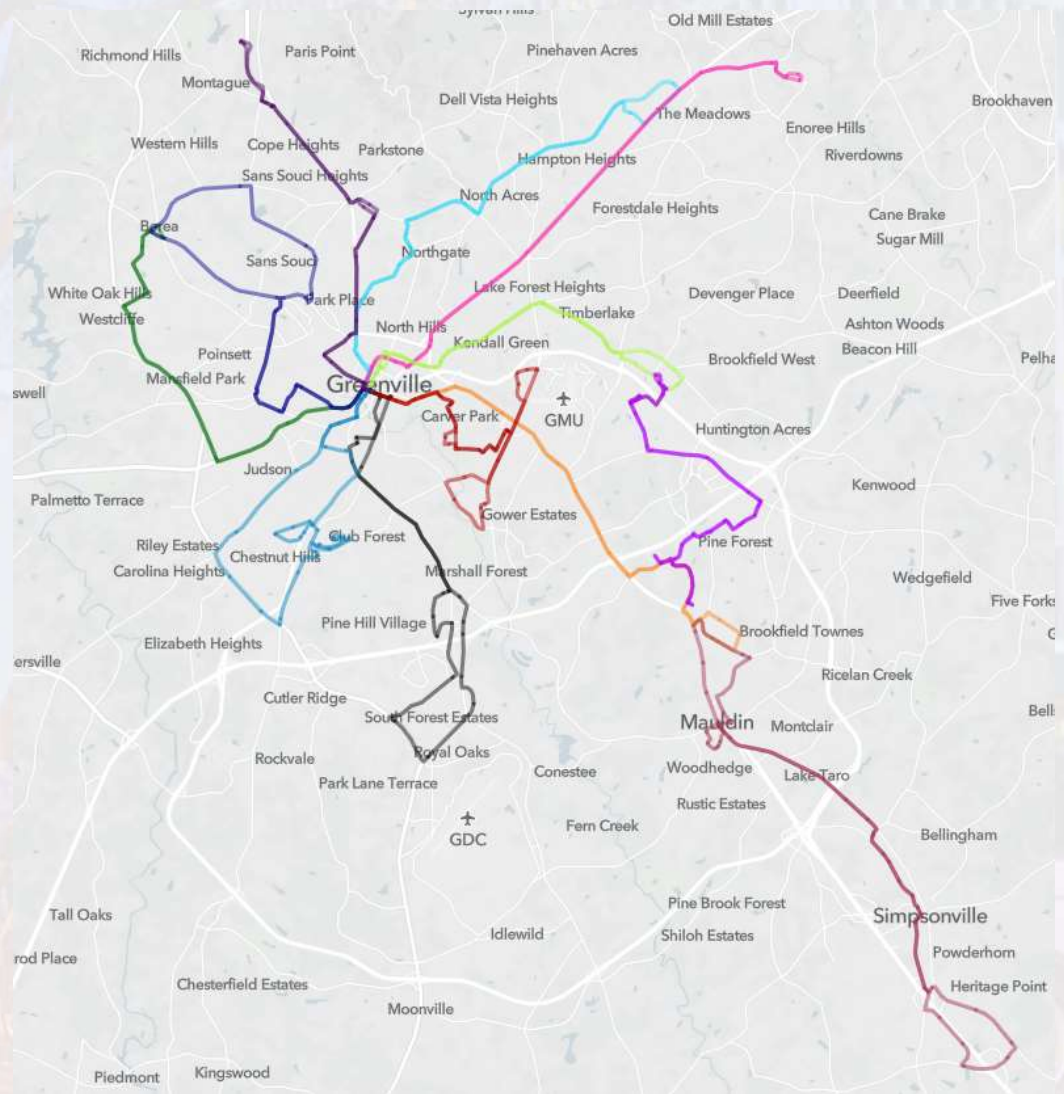 Sylvan Hills
Old Mill Estates
Richmond Hills
Paris Point
Pinehaven Acres
Montague
Dell Vista Heights
Brookhaven
The Meadows
Enoree Hills
Western Hills
Cope Heights
Parkstone
Hampton Heights
Riverdowns
Sans Souci Heights
North Acres
Forestdale Heights
Cane Brake
Berea
Sugar Mill
Northgate
Sans Souci
White Oak Hills
Park Place
Lake Forest Heights
Devenger Place
Deerfield
Westcliffe
Timberlake
North Hills
Ashton Woods
Poinsett
Kendall Green
Beacon Hill
Brookfield West
Pelha
Mansfield Park
Greenville
swell
Carver Park
GMU
Huntington Acres
Judson
Palmetto Terrace
Kenwood
Gower Estates
Riley Estates
Club Forest
Chestnut Hills
Pine Forest
Carolina Heights
Marshall Forest
Wedgefield
Five Forks
Pine Hill Village
Elizabeth Heights
Brookfield Townes
ersville
Ricelan Creek
Cutler Ridge
South Forest Estates
Mauldin
Montclair
Bell
Rockvale
Royal Oaks
Park Lane Terrace
Conestee
Woodhedge
Lake Taro
Rustic Estates
GDC
Fern Creek
Bellingham
Tall Oaks
Pine Brook Forest
Simpsonville
Idlewild
Shiloh Estates
rod Place
Powderhorn
Chesterfield Estates
Heritage Point
Moonville
Piedmont
Kingswood